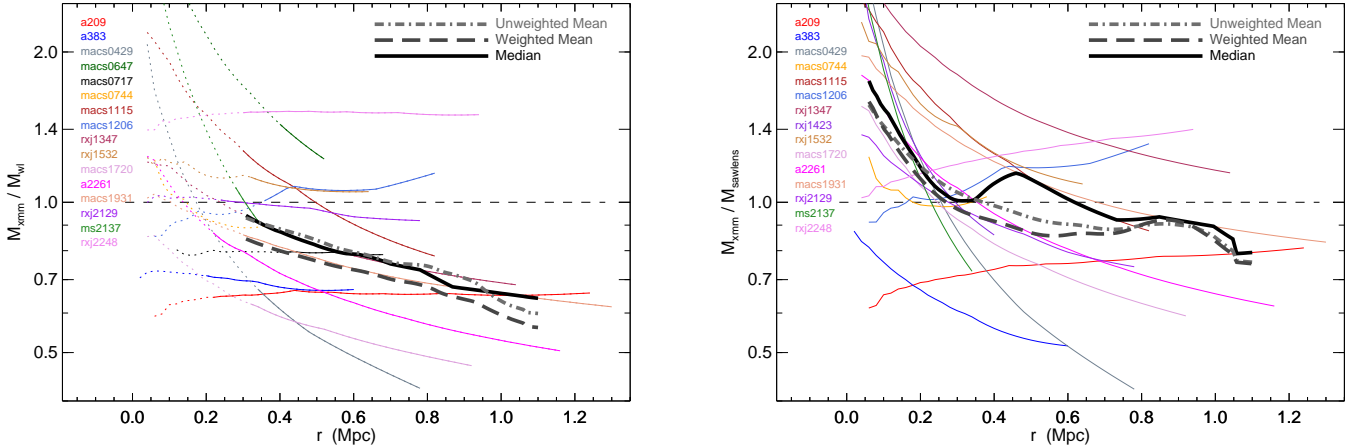 Unweighted Mean
Weighted Mean
Median
a209
a383
macs0429
macs0647
macs0717
macs0744
macs1115
macs1206
rxj1347
rxj1532
macs1720
a2261
macs1931
rxj2129
ms2137
rxj2248
2.0
1.4
1.0
0.7
0.5
M_xmm / M_wl
0.0 0.2 0.4 0.6 0.8 1.0 1.2
r (Mpc)
Unweighted Mean
Weighted Mean
Median
a209
a383
macs0429
macs0744
macs1115
macs1206
rxj1347
rxj1423
rxj1532
macs1720
a2261
macs1931
rxj2129
ms2137
rxj2248
2.0
1.4
1.0
0.7
0.5
M_xmm / M_sawlens
0.0 0.2 0.4 0.6 0.8 1.0 1.2
r (Mpc)